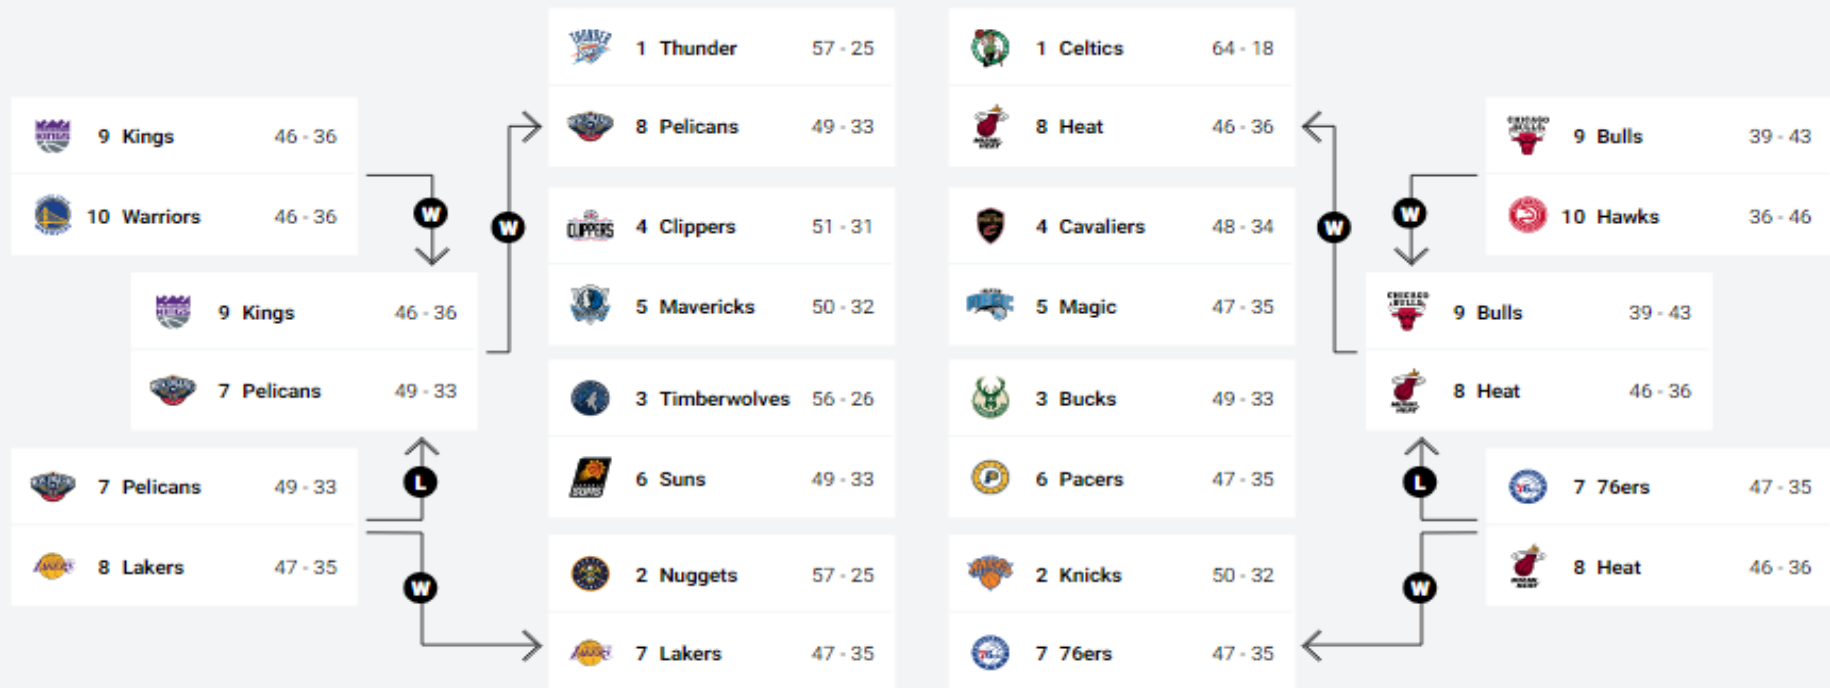 9 Kings 46 - 36
10 Warriors 46 - 36
W
9 Kings 46 - 36
7 Pelicans 49 - 33
L
7 Pelicans 49 - 33
8 Lakers 47 - 35
W
W
1 Thunder 57 - 25
8 Pelicans 49 - 33
4 Clippers 51 - 31
5 Mavericks 50 - 32
3 Timberwolves 56 - 26
6 Suns 49 - 33
2 Nuggets 57 - 25
7 Lakers 47 - 35
1 Celtics 64 - 18
8 Heat 46 - 36
4 Cavaliers 48 - 34
5 Magic 47 - 35
3 Bucks 49 - 33
6 Pacers 47 - 35
2 Knicks 50 - 32
7 76ers 47 - 35
W
9 Bulls 39 - 43
10 Hawks 36 - 46
W
9 Bulls 39 - 43
8 Heat 46 - 36
L
7 76ers 47 - 35
8 Heat 46 - 36
W